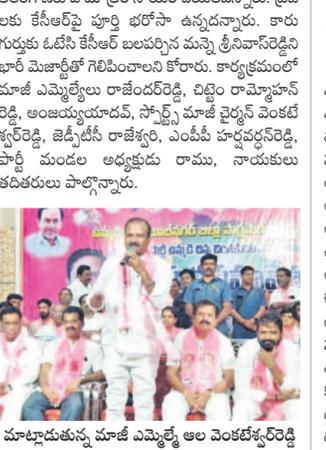 లకు కేసీఆర్‌పై పూర్తి భరోసా ఉన్నదన్నారు. కారు
గుర్తుకు ఓటేసి కేసీఆర్ బలపర్చిన మన్నె శ్రీనివాస్‌రెడ్డిని
భారీ మెజార్టీతో గెలిపించాలని కోరారు. కార్యక్రమంలో
మాజీ ఎమ్మెల్యేలు రాజేందర్‌రెడ్డి, చిట్టెం రామ్మోహన్
రెడ్డి, అంజయ్యయాదవ్, స్పోర్ట్స్ మాజీ చైర్మన్ వెంకటే
శ్వర్‌రెడ్డి, జెడ్పీటీసీ రాజేశ్వరి, ఎంపీపీ హర్షవర్ధన్‌రెడ్డి,
పార్టీ మండల అధ్యక్షుడు రాము, నాయకులు
తదితరులు పాల్గొన్నారు.
మాట్లాడుతున్న మాజీ ఎమ్మెల్యే ఆల వెంకటేశ్వర్‌రెడ్డి